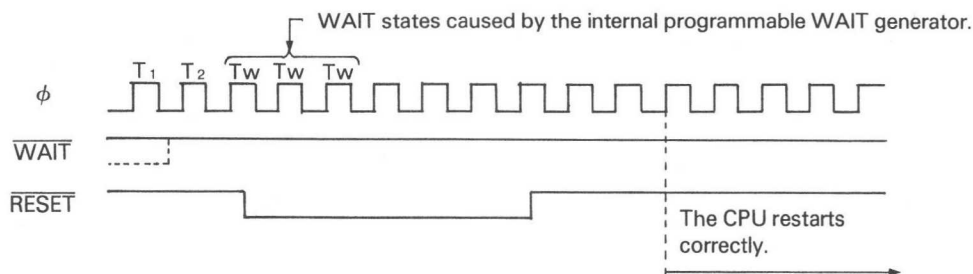 WAIT states caused by the internal programmable WAIT generator.
T1 T2 Tw Tw Tw
ϕ
WAIT
RESET
The CPU restarts
correctly.